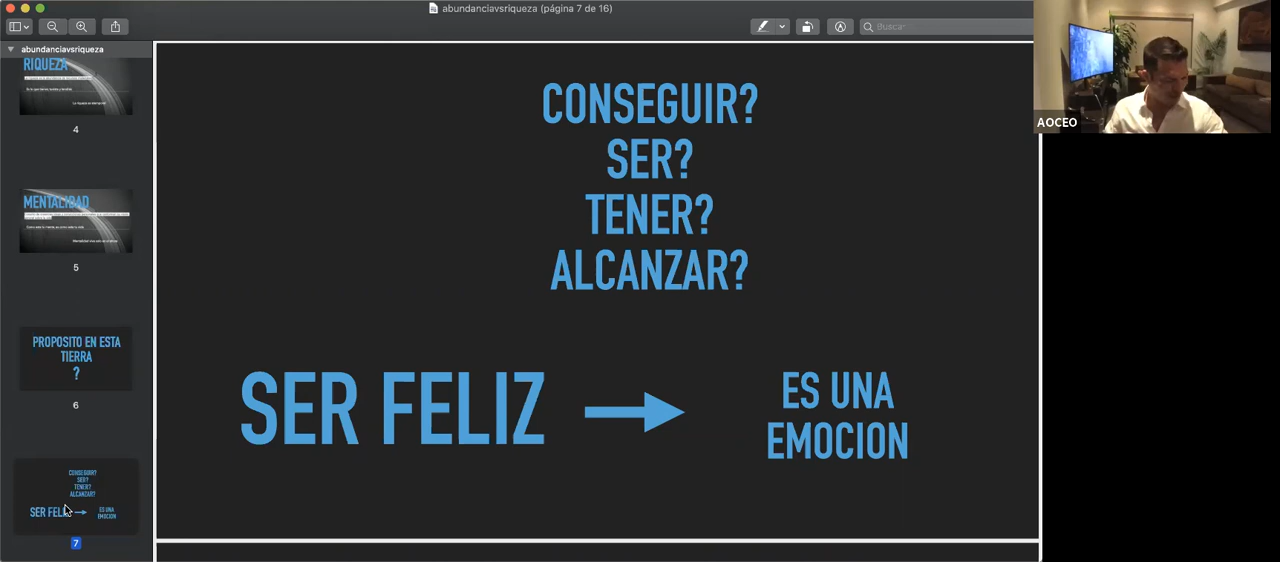 abundanciavsriqueza (página 7 de 16)
Buscar
abundanciavsriqueza
RIQUEZA
4
MENTALIDAD
5
PROPOSITO EN ESTA
TIERRA
?
6
CONSEGUIR?
SER?
TENER?
ALCANZAR?
SER FELIZ
ES UNA
EMOCION
7
CONSEGUIR?
SER?
TENER?
ALCANZAR?
SER FELIZ
ES UNA
EMOCION
AOCEO